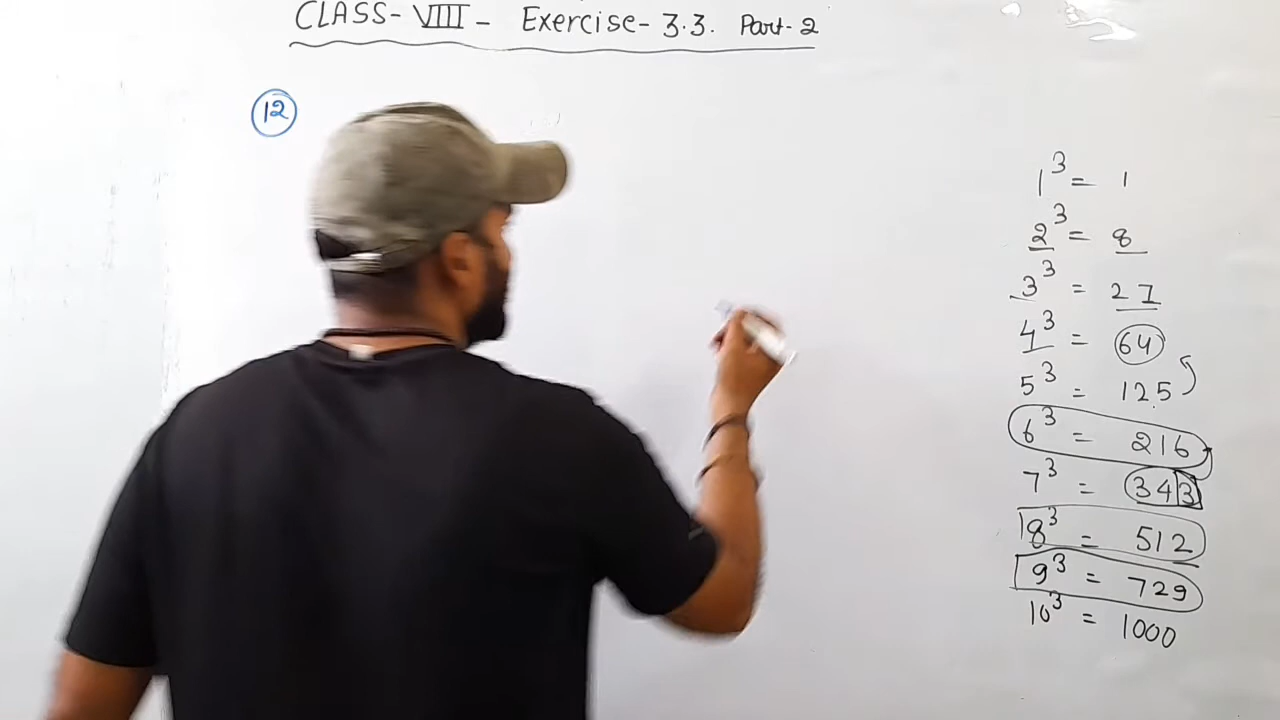 CLASS- VIII - Exercise- 3.3. Part-2
12
1³ = 1
2³ = 8
3³ = 27
4³ = 64
5³ = 125
6³ = 216
7³ = 343
8³ = 512
9³ = 729
10³ = 1000